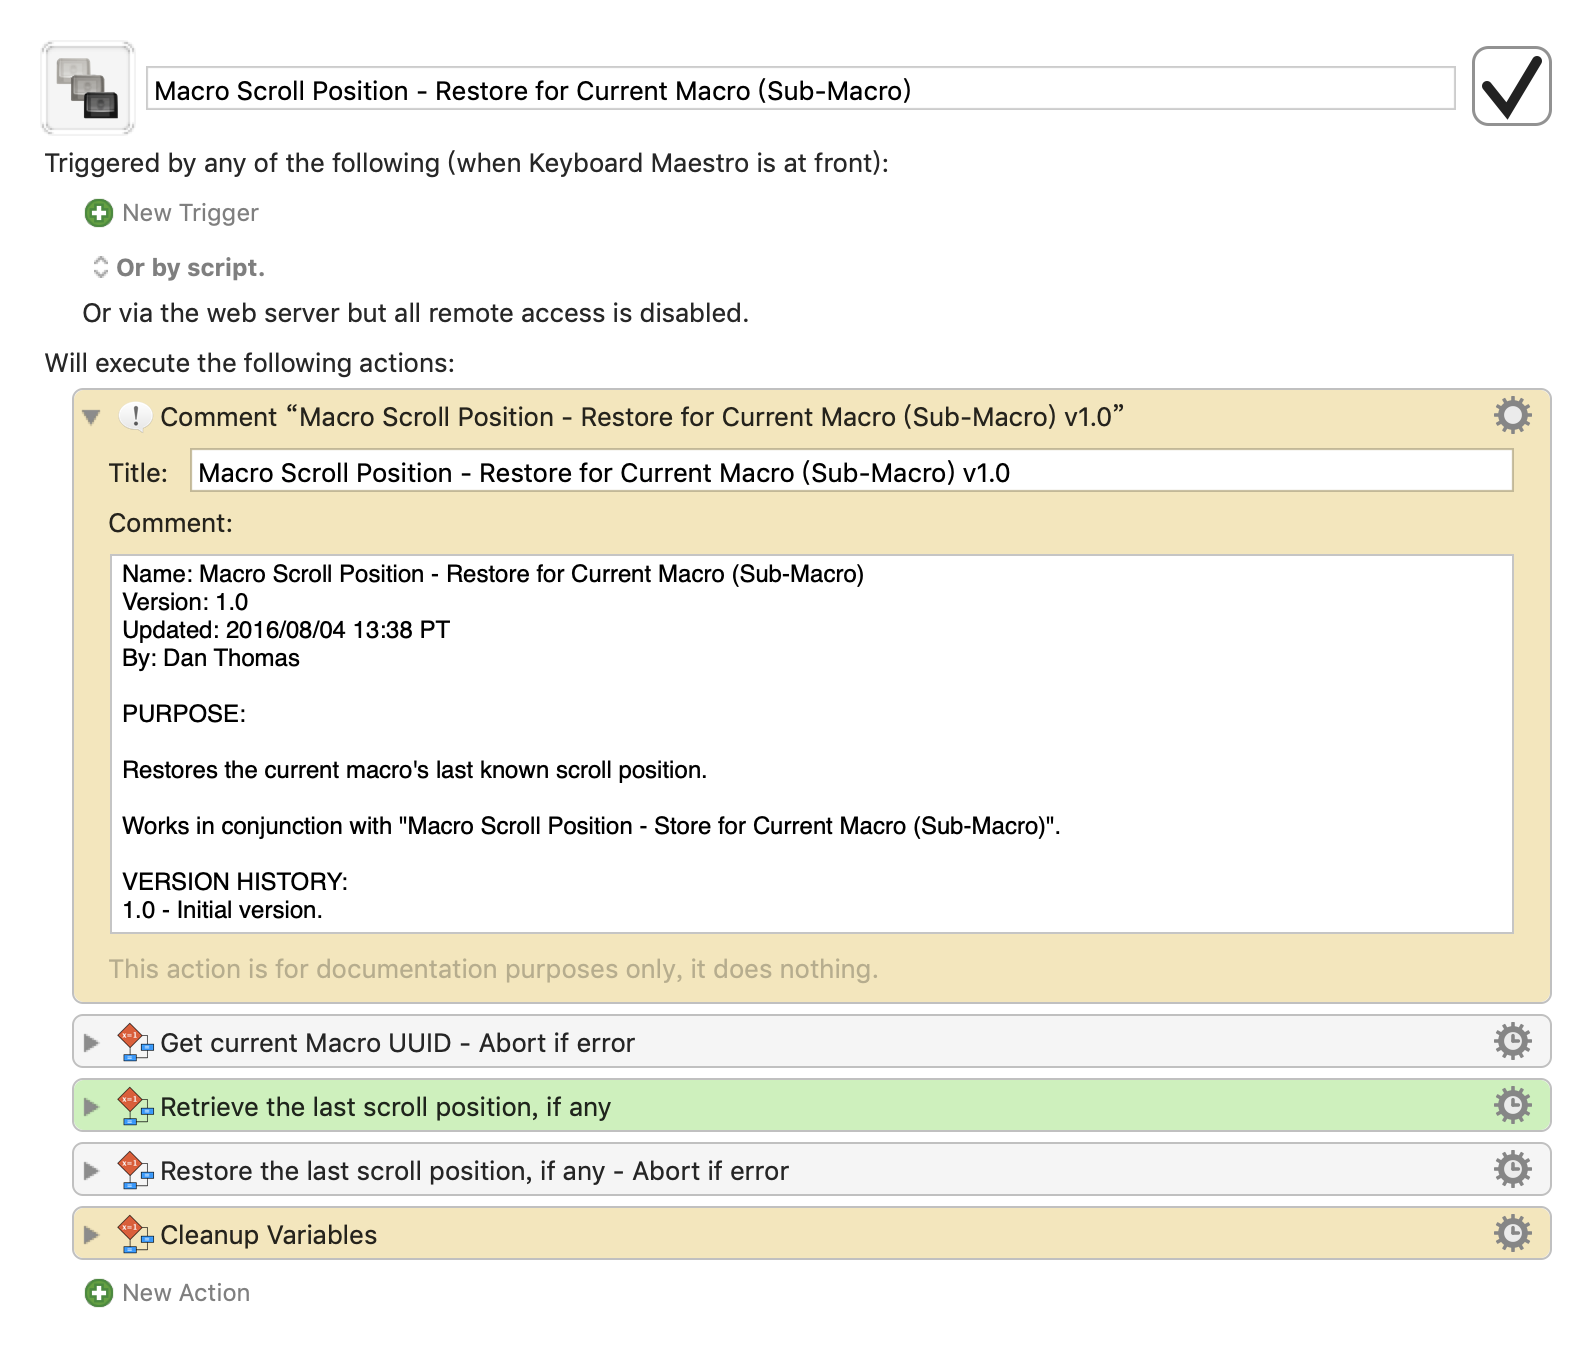 Macro Scroll Position - Restore for Current Macro (Sub-Macro)
Triggered by any of the following (when Keyboard Maestro is at front):
New Trigger
Or by script.
Or via the web server but all remote access is disabled.
Will execute the following actions:
Comment “Macro Scroll Position - Restore for Current Macro (Sub-Macro) v1.0”
Title: Macro Scroll Position - Restore for Current Macro (Sub-Macro) v1.0
Comment:
Name: Macro Scroll Position - Restore for Current Macro (Sub-Macro)
Version: 1.0
Updated: 2016/08/04 13:38 PT
By: Dan Thomas
PURPOSE:
Restores the current macro's last known scroll position.
Works in conjunction with "Macro Scroll Position - Store for Current Macro (Sub-Macro)".
VERSION HISTORY:
1.0 - Initial version.
This action is for documentation purposes only, it does nothing.
Get current Macro UUID - Abort if error
Retrieve the last scroll position, if any
Restore the last scroll position, if any - Abort if error
Cleanup Variables
New Action